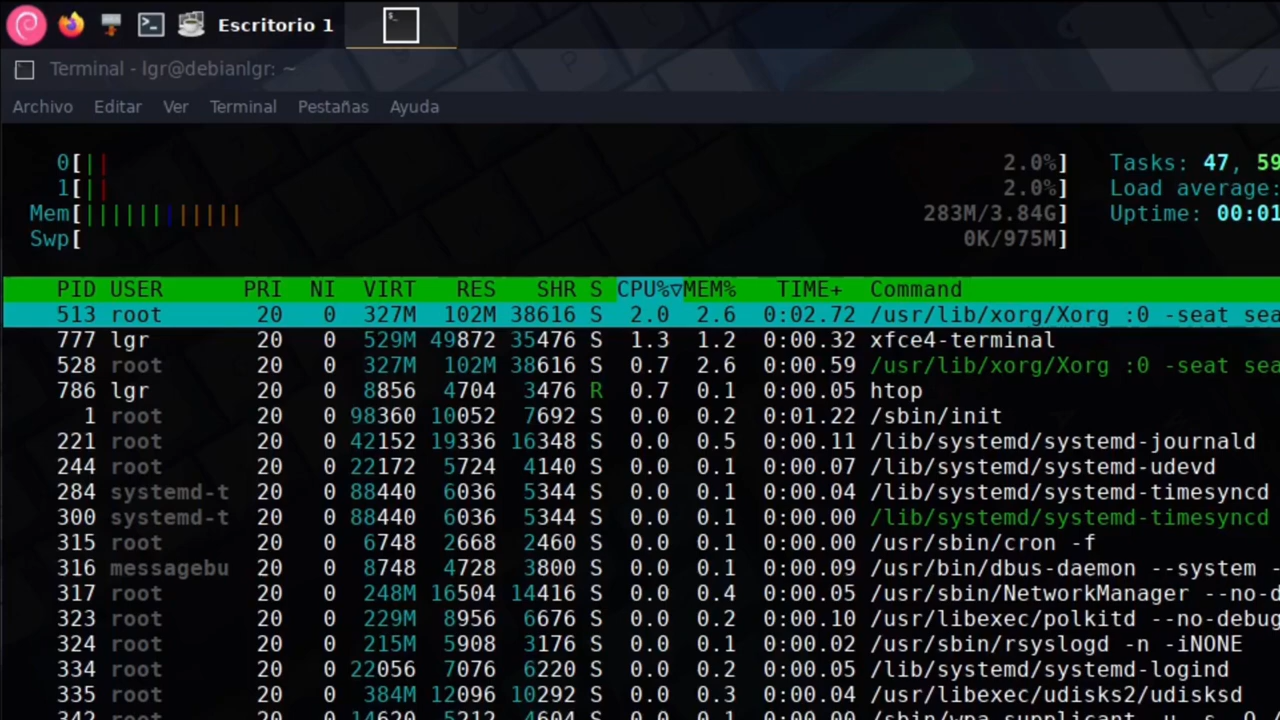 Escritorio 1
Terminal - lgr@debianlgr: ~
Archivo Editar Ver Terminal Pestañas Ayuda
0[|| 2.0%] Tasks: 47, 59
1[|| 2.0%] Load average:
Mem[|||||||||||| 283M/3.84G] Uptime: 00:01
Swp[ 0K/975M]
PID USER PRI NI VIRT RES SHR S CPU%▽MEM% TIME+ Command
513 root 20 0 327M 102M 38616 S 2.0 2.6 0:02.72 /usr/lib/xorg/Xorg :0 -seat sea
777 lgr 20 0 529M 49872 35476 S 1.3 1.2 0:00.32 xfce4-terminal
528 root 20 0 327M 102M 38616 S 0.7 2.6 0:00.59 /usr/lib/xorg/Xorg :0 -seat sea
786 lgr 20 0 8856 4704 3476 R 0.7 0.1 0:00.05 htop
1 root 20 0 98360 10052 7692 S 0.0 0.2 0:01.22 /sbin/init
221 root 20 0 42152 19336 16348 S 0.0 0.5 0:00.11 /lib/systemd/systemd-journald
244 root 20 0 22172 5724 4140 S 0.0 0.1 0:00.07 /lib/systemd/systemd-udevd
284 systemd-t 20 0 88440 6036 5344 S 0.0 0.1 0:00.04 /lib/systemd/systemd-timesyncd
300 systemd-t 20 0 88440 6036 5344 S 0.0 0.1 0:00.00 /lib/systemd/systemd-timesyncd
315 root 20 0 6748 2668 2460 S 0.0 0.1 0:00.00 /usr/sbin/cron -f
316 messagebu 20 0 8748 4728 3800 S 0.0 0.1 0:00.09 /usr/bin/dbus-daemon --system -
317 root 20 0 248M 16504 14416 S 0.0 0.4 0:00.05 /usr/sbin/NetworkManager --no-d
323 root 20 0 229M 8956 6676 S 0.0 0.2 0:00.10 /usr/libexec/polkitd --no-debug
324 root 20 0 215M 5908 3176 S 0.0 0.1 0:00.02 /usr/sbin/rsyslogd -n -iNONE
334 root 20 0 22056 7076 6220 S 0.0 0.2 0:00.05 /lib/systemd/systemd-logind
335 root 20 0 384M 12096 10292 S 0.0 0.3 0:00.04 /usr/libexec/udisks2/udisksd
342 root 20 0 14620 5212 4604 S 0.0 0.1 0:00.00 /sbin/wpa_supplicant -u -s -O /